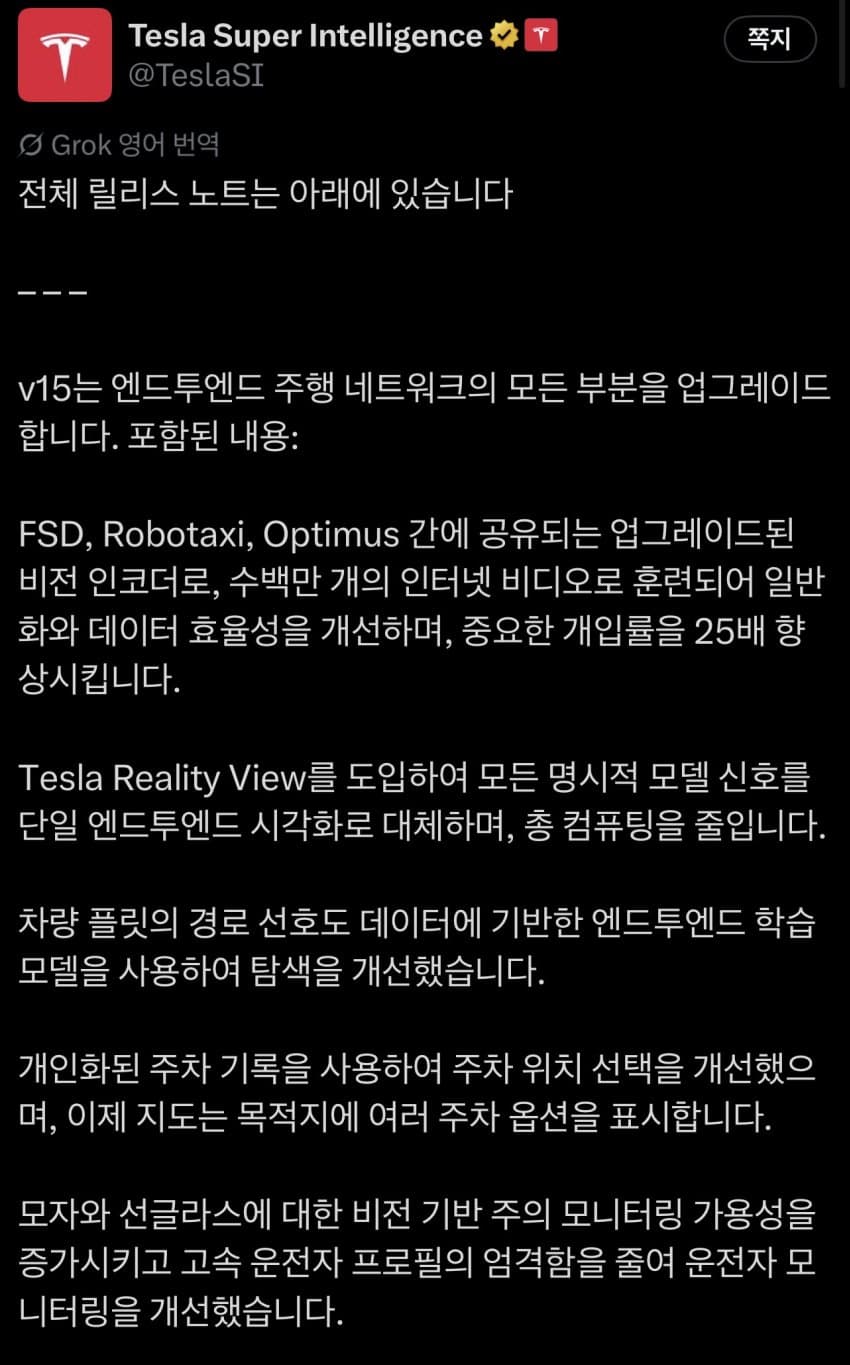 Tesla Super Intelligence
@TeslaSI
쪽지
Grok 영어 번역
전체 릴리스 노트는 아래에 있습니다
---
v15는 엔드투엔드 주행 네트워크의 모든 부분을 업그레이드
합니다. 포함된 내용:
FSD, Robotaxi, Optimus 간에 공유되는 업그레이드된
비전 인코더로, 수백만 개의 인터넷 비디오로 훈련되어 일반
화와 데이터 효율성을 개선하며, 중요한 개입률을 25배 향
상시킵니다.
Tesla Reality View를 도입하여 모든 명시적 모델 신호를
단일 엔드투엔드 시각화로 대체하며, 총 컴퓨팅을 줄입니다.
차량 플릿의 경로 선호도 데이터에 기반한 엔드투엔드 학습
모델을 사용하여 탐색을 개선했습니다.
개인화된 주차 기록을 사용하여 주차 위치 선택을 개선했으
며, 이제 지도는 목적지에 여러 주차 옵션을 표시합니다.
모자와 선글라스에 대한 비전 기반 주의 모니터링 가용성을
증가시키고 고속 운전자 프로필의 엄격함을 줄여 운전자 모
니터링을 개선했습니다.